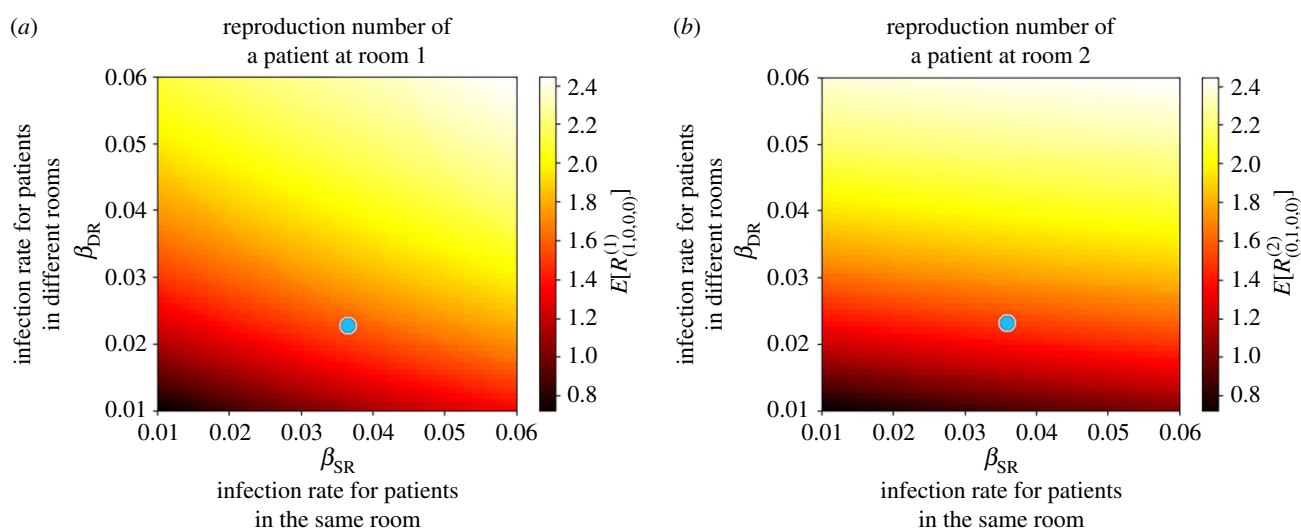 (a)
reproduction number of
a patient at room 1
infection rate for patients
in different rooms
β_DR
0.06
0.05
0.04
0.03
0.02
0.01
0.01 0.02 0.03 0.04 0.05 0.06
β_SR
infection rate for patients
in the same room
2.4
2.2
2.0
1.8
1.6
1.4
1.2
1.0
0.8
E[R^(1)_(1,0,0,0)]
(b)
reproduction number of
a patient at room 2
infection rate for patients
in different rooms
β_DR
0.06
0.05
0.04
0.03
0.02
0.01
0.01 0.02 0.03 0.04 0.05 0.06
β_SR
infection rate for patients
in the same room
2.4
2.2
2.0
1.8
1.6
1.4
1.2
1.0
0.8
E[R^(2)_(0,1,0,0)]